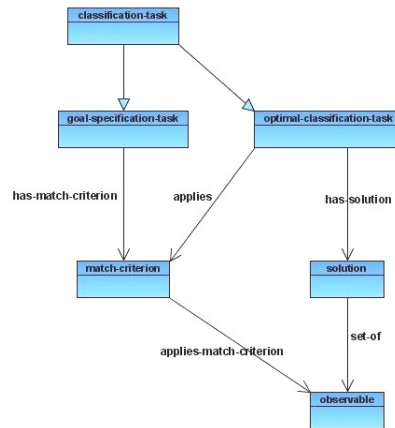 classification-task
goal-specification-task
optimal-classification-task
has-match-criterion
applies
has-solution
match-criterion
solution
applies-match-criterion
set-of
observable